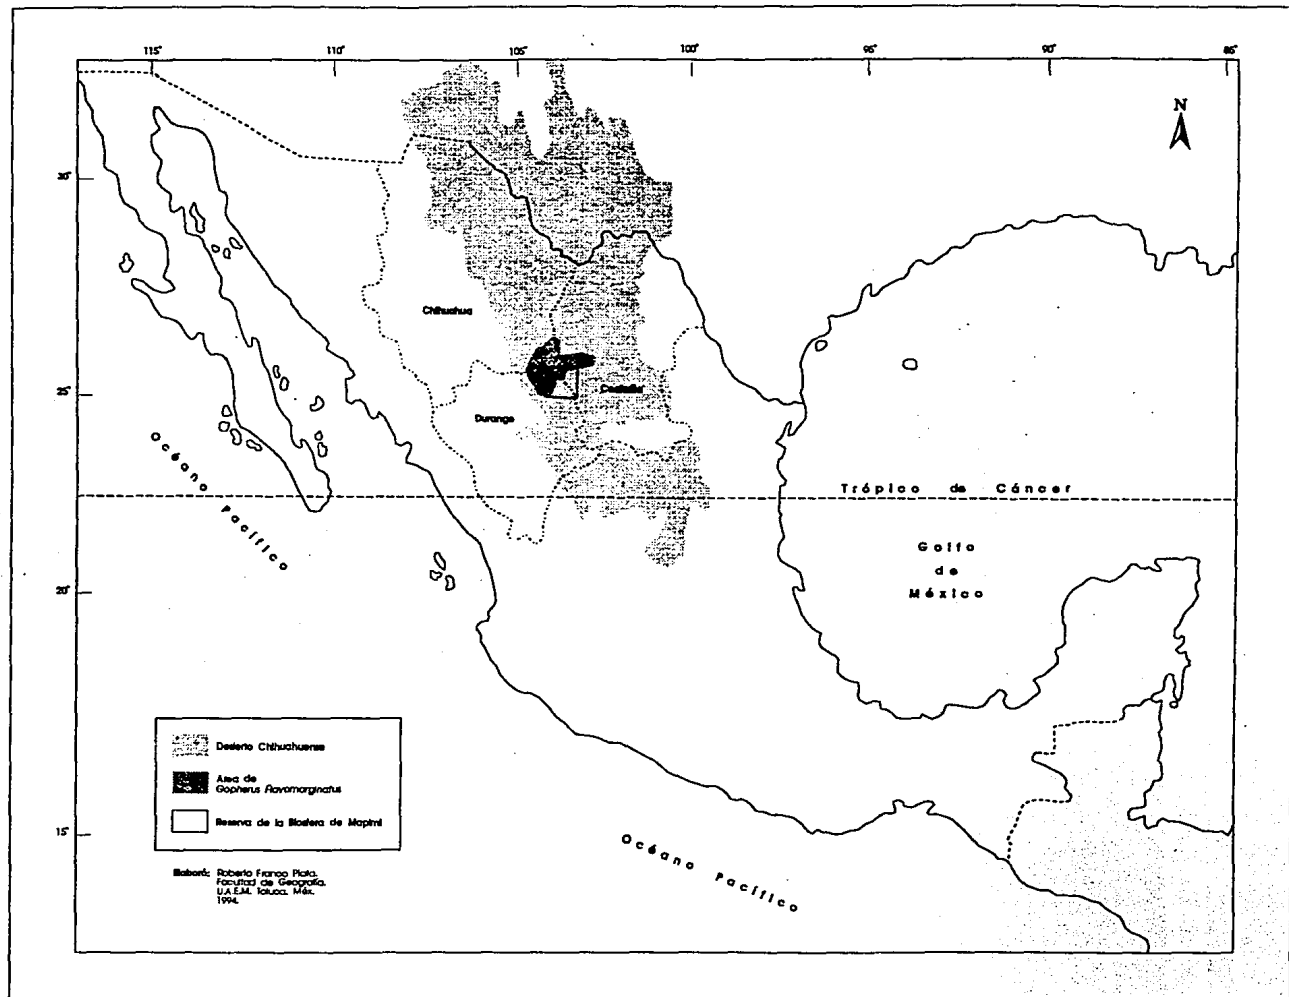 115°
110°
105°
100°
95°
90°
85°
N
30°
25°
20°
15°
Chihuahua
Coahuila
Durango
Océano Pacífico
Trópico de Cáncer
Golfo
de
México
Océano Pacífico
Desierto Chihuahuense
Area de
Gopherus flavomarginatus
Reserva de la Biosfera de Mapimí
Elaboró: Roberto Franco Plata.
Facultad de Geografía.
U.A.E.M. Toluca. Méx.
1994.